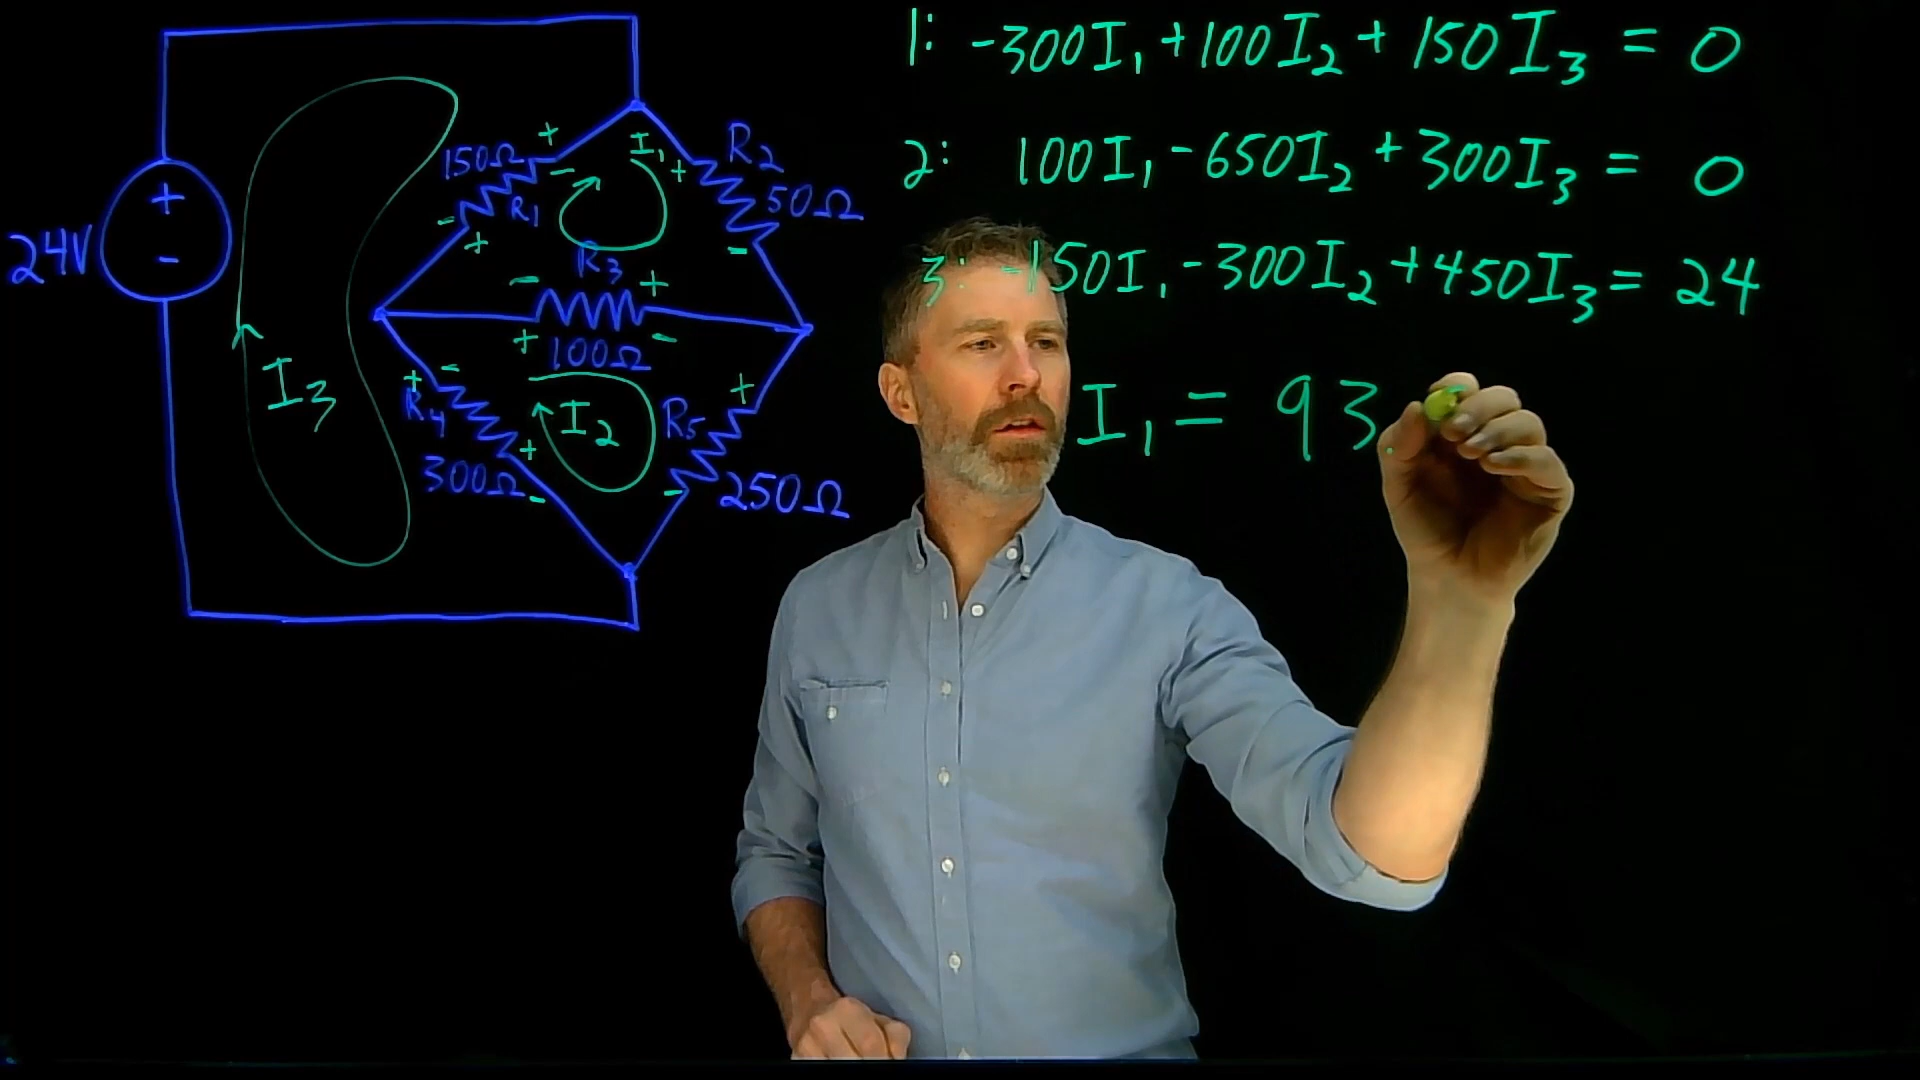 1: -300I₁ + 100I₂ + 150I₃ = 0
2: 100I₁ - 650I₂ + 300I₃ = 0
3: -150I₁ - 300I₂ + 450I₃ = 24
I₁ = 93.
24V
+
-
I₃
150Ω
R₁
+
-
-
+
I₁
R₂
50Ω
+
-
R₃
-
+
100Ω
+
-
R₄
300Ω
+
-
+
-
I₂
R₅
250Ω
+
-